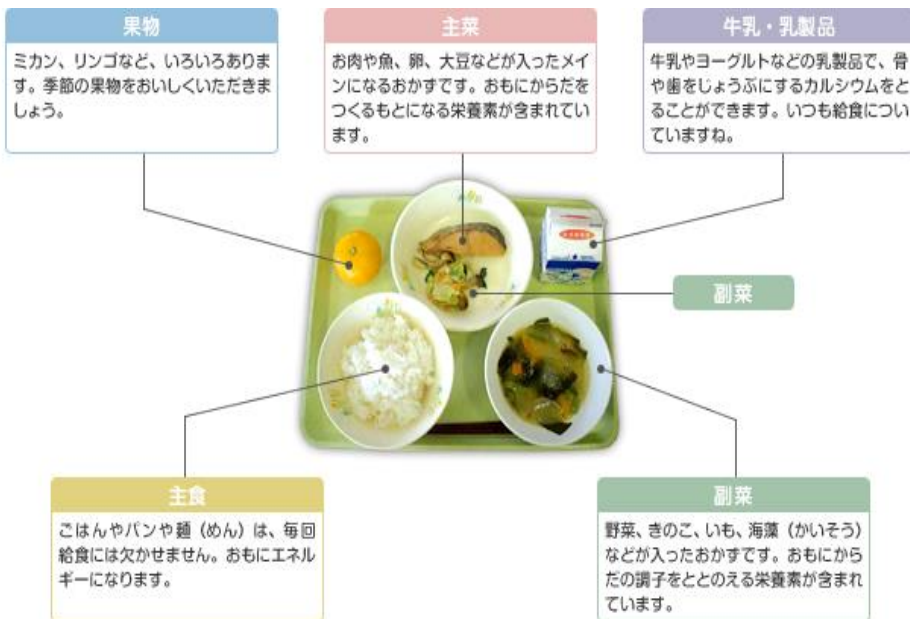 果物
ミカン、リンゴなど、いろいろありま
す。季節の果物をおいしくいただきま
しょう。
主菜
お肉や魚、卵、大豆などが入ったメイ
ンになるおかずです。おもにからだを
つくるもとになる栄養素が含まれてい
ます。
牛乳・乳製品
牛乳やヨーグルトなどの乳製品で、骨
や歯をじょうぶにするカルシウムをと
ることができます。いつも給食につい
ていますね。
副菜
主食
ごはんやパンや麺（めん）は、毎回
給食には欠かせません。おもにエネル
ギーになります。
副菜
野菜、きのこ、いも、海藻（かいそう）
などが入ったおかずです。おもにから
だの調子をととのえる栄養素が含まれ
ています。